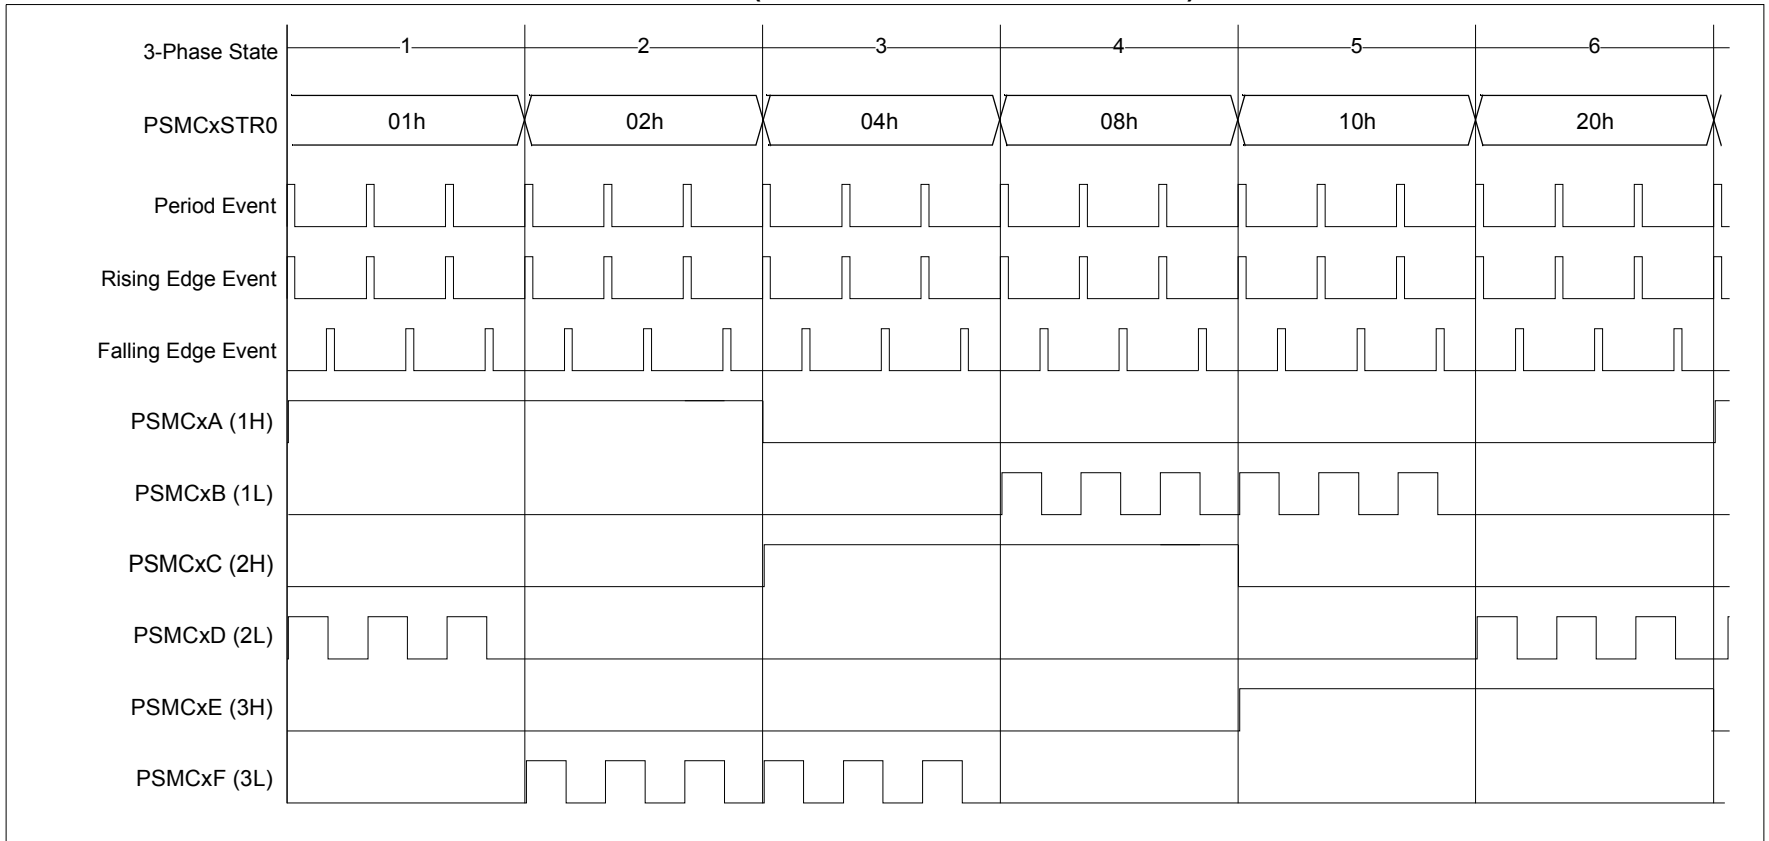 3-Phase State 1 2 3 4 5 6
PSMCxSTR0 01h 02h 04h 08h 10h 20h
Period Event
Rising Edge Event
Falling Edge Event
PSMCxA (1H)
PSMCxB (1L)
PSMCxC (2H)
PSMCxD (2L)
PSMCxE (3H)
PSMCxF (3L)